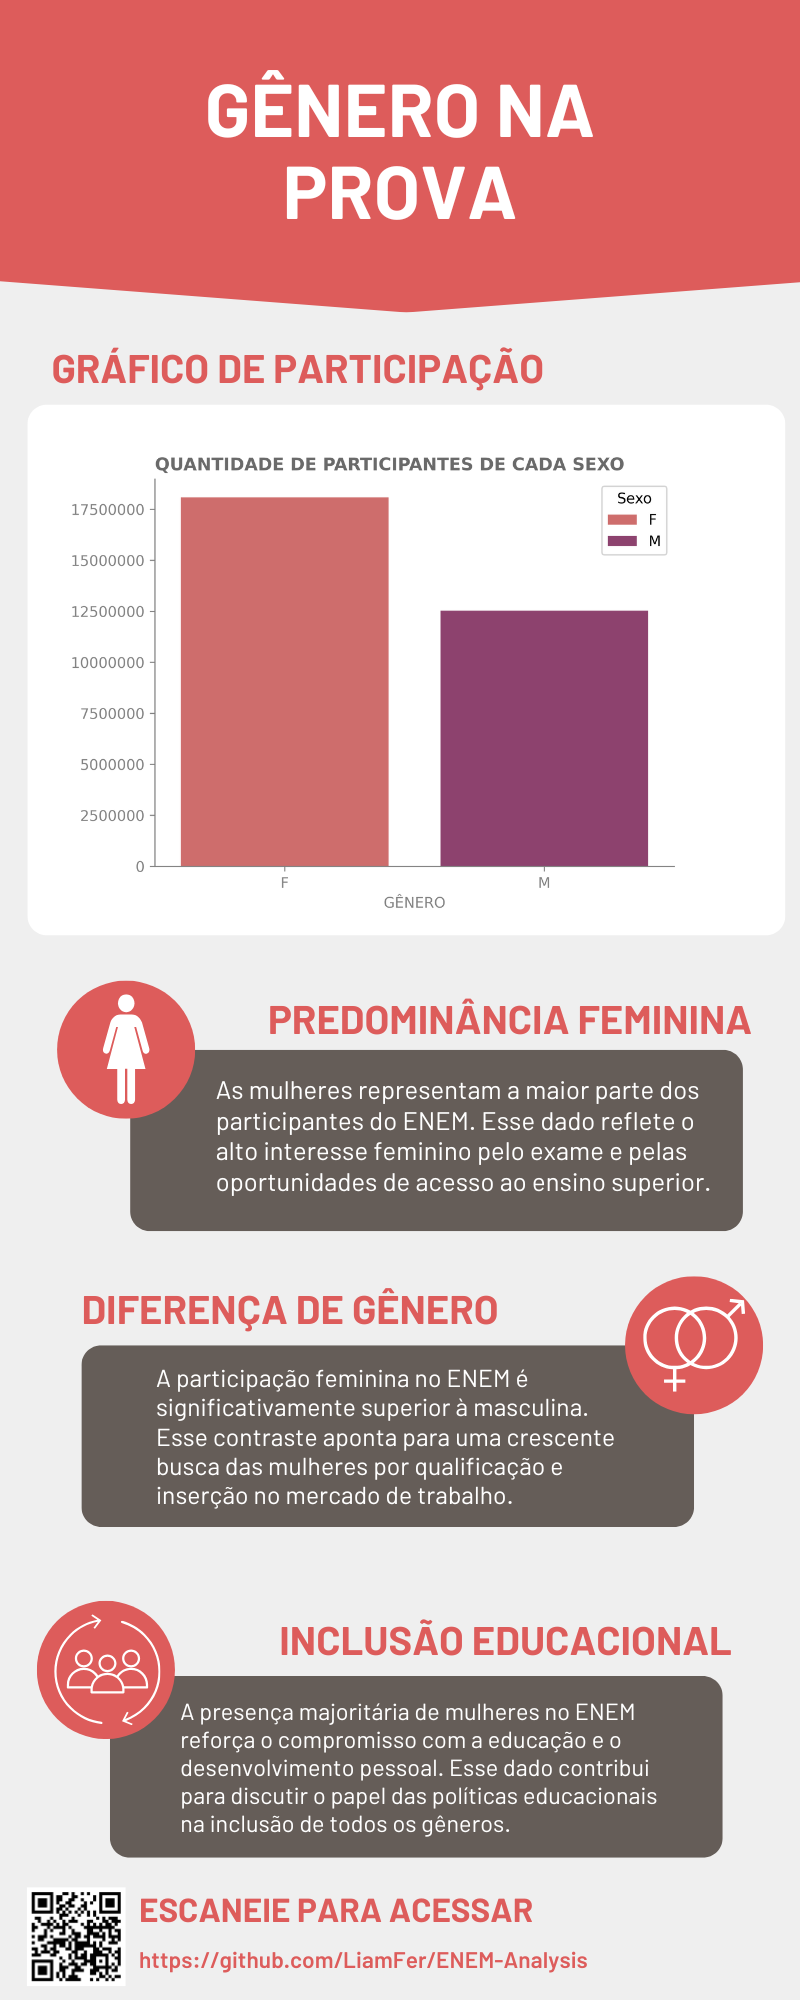 GÊNERO NA
PROVA
GRÁFICO DE PARTICIPAÇÃO
QUANTIDADE DE PARTICIPANTES DE CADA SEXO
Sexo
F
M
17500000
15000000
12500000
10000000
7500000
5000000
2500000
0
F
M
GÊNERO
PREDOMINÂNCIA FEMININA
As mulheres representam a maior parte dos
participantes do ENEM. Esse dado reflete o
alto interesse feminino pelo exame e pelas
oportunidades de acesso ao ensino superior.
DIFERENÇA DE GÊNERO
A participação feminina no ENEM é
significativamente superior à masculina.
Esse contraste aponta para uma crescente
busca das mulheres por qualificação e
inserção no mercado de trabalho.
INCLUSÃO EDUCACIONAL
A presença majoritária de mulheres no ENEM
reforça o compromisso com a educação e o
desenvolvimento pessoal. Esse dado contribui
para discutir o papel das políticas educacionais
na inclusão de todos os gêneros.
ESCANEIE PARA ACESSAR
https://github.com/LiamFer/ENEM-Analysis